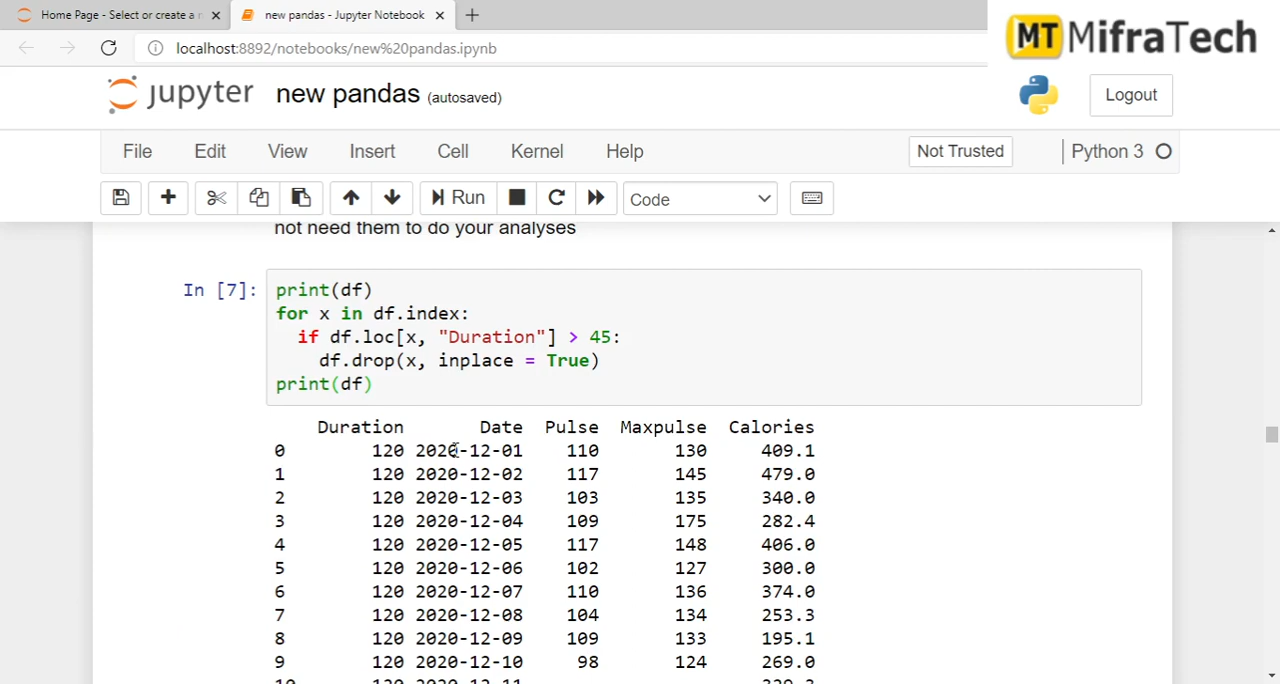 Home Page - Select or create a n
new pandas - Jupyter Notebook
localhost:8892/notebooks/new%20pandas.ipynb
MT MifraTech
jupyter new pandas (autosaved)
Logout
File Edit View Insert Cell Kernel Help
Not Trusted
Python 3
Run
Code
not need them to do your analyses
In [7]: print(df)
for x in df.index:
  if df.loc[x, "Duration"] > 45:
    df.drop(x, inplace = True)
print(df)
Duration Date Pulse Maxpulse Calories
0 120 2020-12-01 110 130 409.1
1 120 2020-12-02 117 145 479.0
2 120 2020-12-03 103 135 340.0
3 120 2020-12-04 109 175 282.4
4 120 2020-12-05 117 148 406.0
5 120 2020-12-06 102 127 300.0
6 120 2020-12-07 110 136 374.0
7 120 2020-12-08 104 134 253.3
8 120 2020-12-09 109 133 195.1
9 120 2020-12-10 98 124 269.0
10 120 2020-12-11